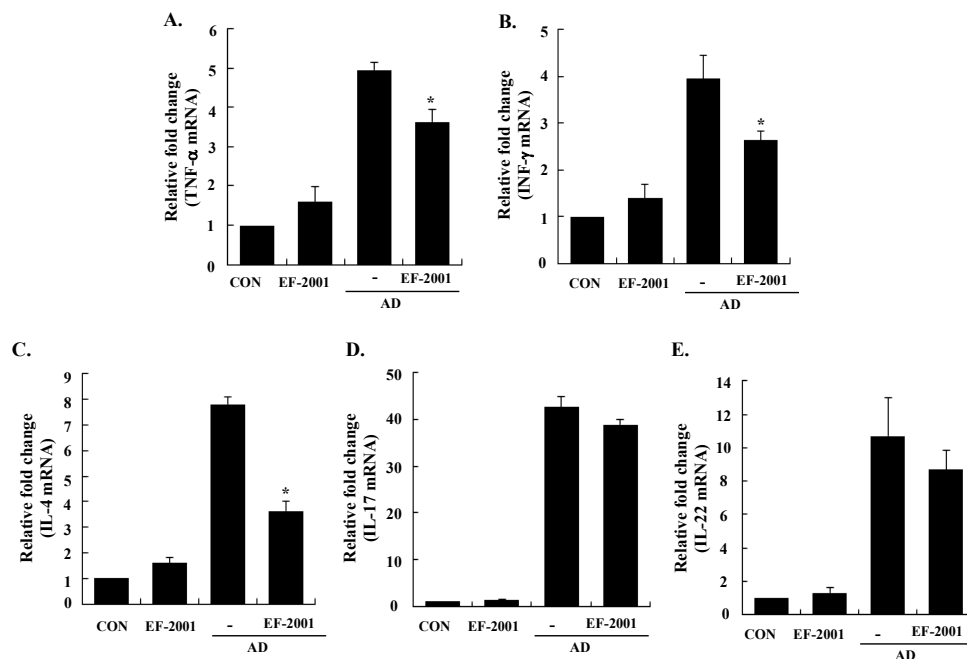 A.
Relative fold change
(TNF-α mRNA)
6
5
4
3
2
1
0
*
CON EF-2001 - EF-2001
AD
B.
Relative fold change
(INF-γ mRNA)
5
4
3
2
1
0
*
CON EF-2001 - EF-2001
AD
C.
Relative fold change
(IL-4 mRNA)
9
8
7
6
5
4
3
2
1
0
*
CON EF-2001 - EF-2001
AD
D.
Relative fold change
(IL-17 mRNA)
50
40
30
20
10
0
CON EF-2001 - EF-2001
AD
E.
Relative fold change
(IL-22 mRNA)
14
12
10
8
6
4
2
0
CON EF-2001 - EF-2001
AD